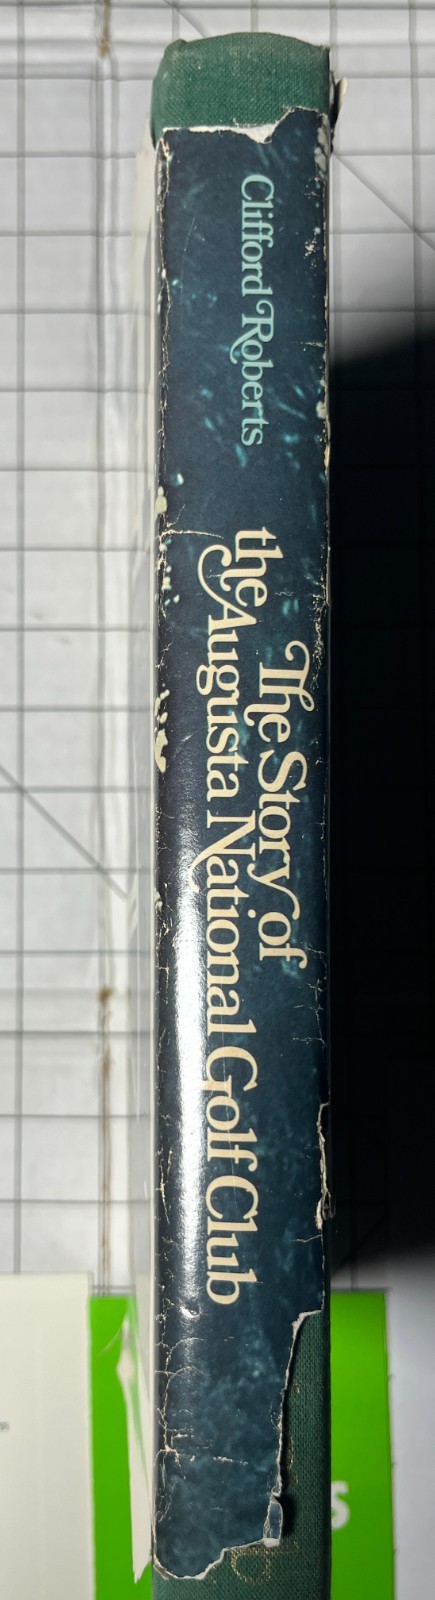 Clifford Roberts
The Story of
the Augusta National Golf Club